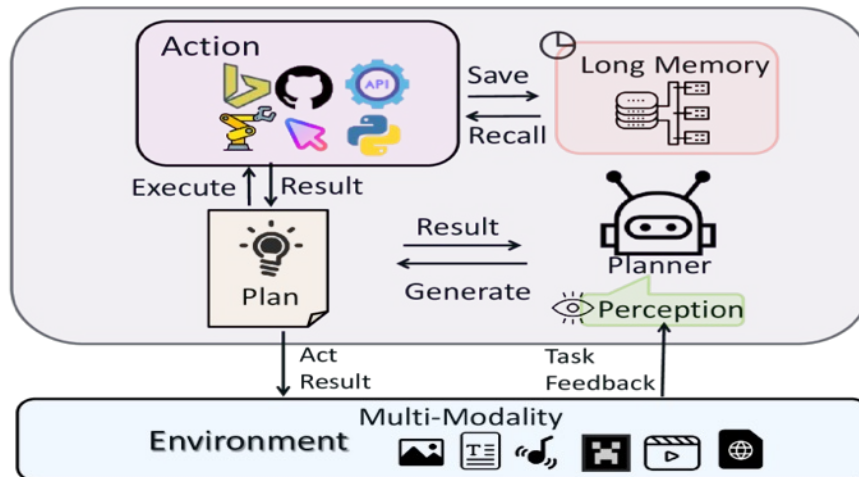 Action
API
Save
Recall
Long Memory
Execute
Result
Plan
Result
Generate
Planner
Perception
Act
Result
Task
Feedback
Multi-Modality
Environment
T